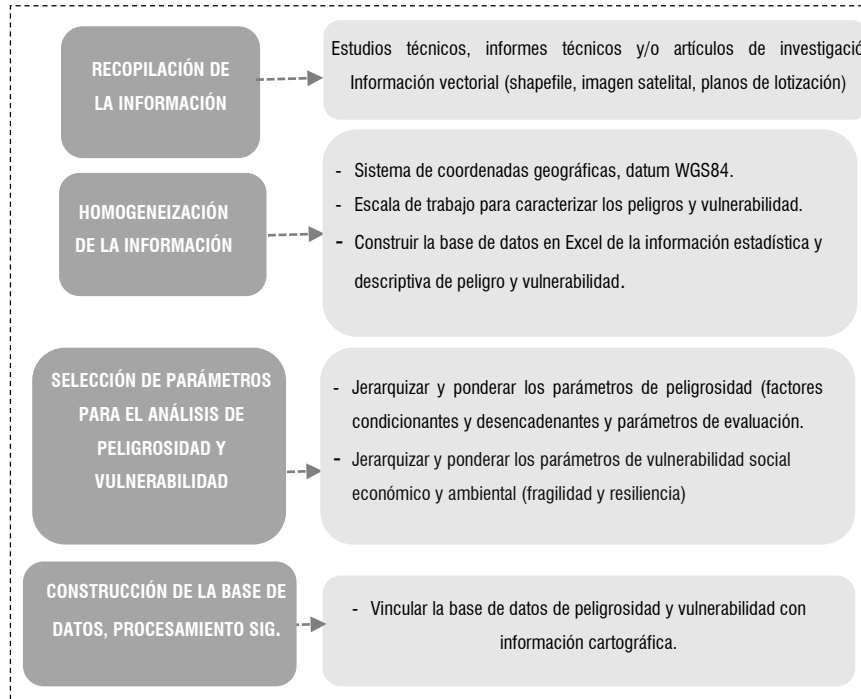 RECOPILACIÓN DE
LA INFORMACIÓN
Estudios técnicos, informes técnicos y/o artículos de investigació
Información vectorial (shapefile, imagen satelital, planos de lotización)
HOMOGENEIZACIÓN
DE LA INFORMACIÓN
- Sistema de coordenadas geográficas, datum WGS84.
- Escala de trabajo para caracterizar los peligros y vulnerabilidad.
- Construir la base de datos en Excel de la información estadística y
descriptiva de peligro y vulnerabilidad.
SELECCIÓN DE PARÁMETROS
PARA EL ANÁLISIS DE
PELIGROSIDAD Y
VULNERABILIDAD
- Jerarquizar y ponderar los parámetros de peligrosidad (factores
condicionantes y desencadenantes y parámetros de evaluación.
- Jerarquizar y ponderar los parámetros de vulnerabilidad social
económico y ambiental (fragilidad y resiliencia)
CONSTRUCCIÓN DE LA BASE DE
DATOS, PROCESAMIENTO SIG.
- Vincular la base de datos de peligrosidad y vulnerabilidad con
información cartográfica.